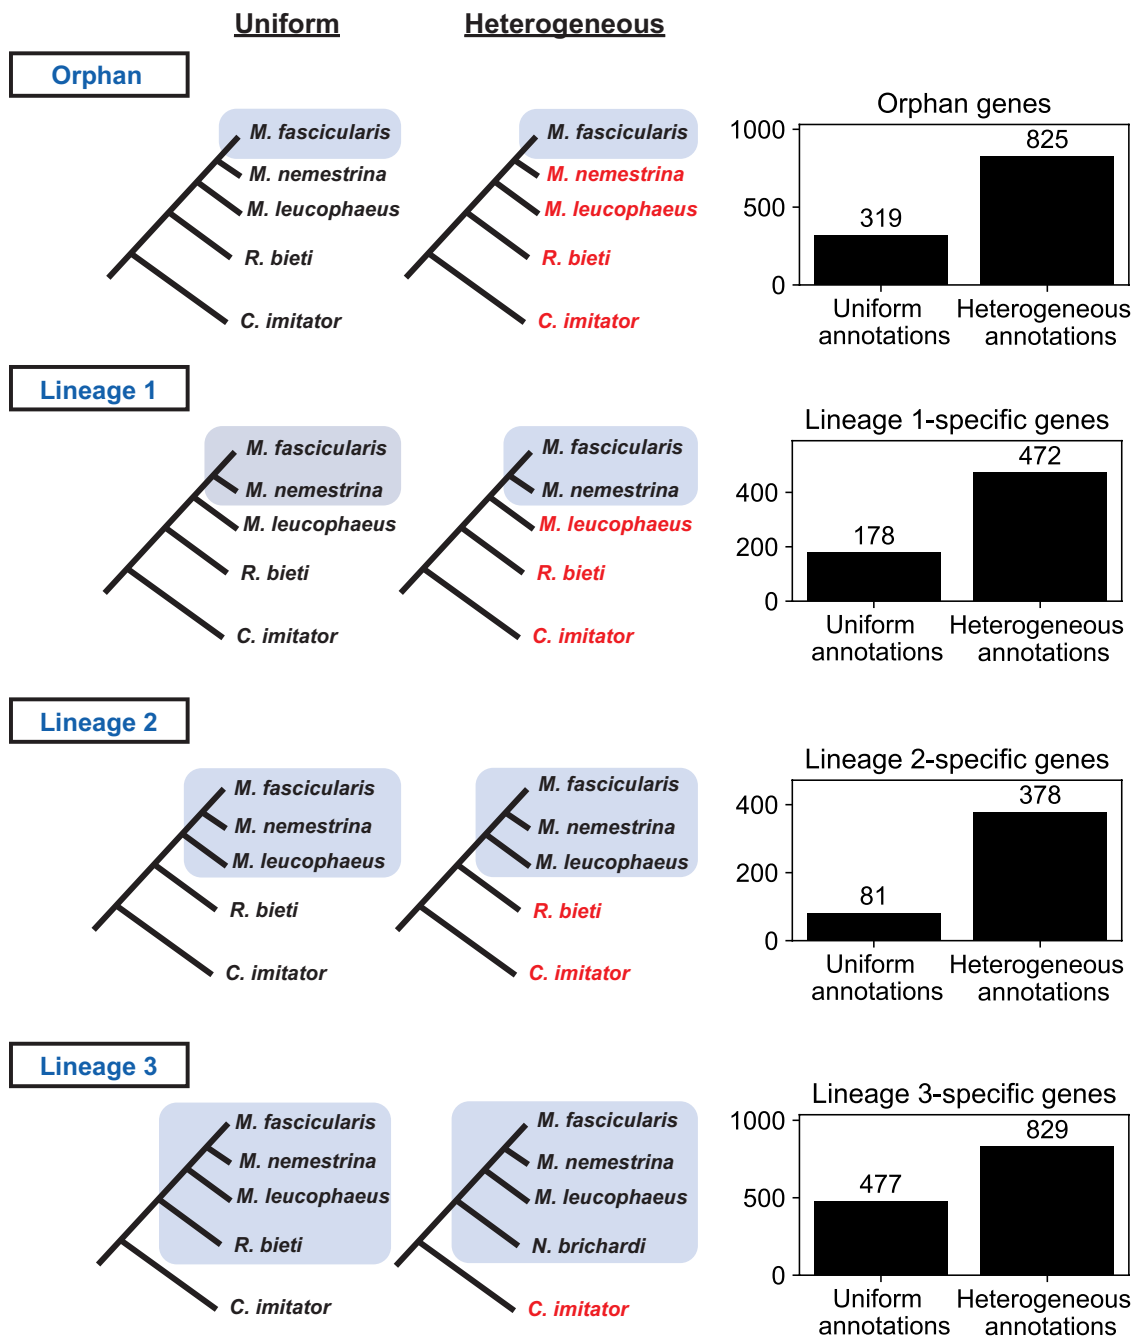 Uniform
Heterogeneous
Orphan
M. fascicularis
M. nemestrina
M. leucophaeus
R. bieti
C. imitator
M. fascicularis
M. nemestrina
M. leucophaeus
R. bieti
C. imitator
Orphan genes
1000
500
0
319
825
Uniform
annotations
Heterogeneous
annotations
Lineage 1
M. fascicularis
M. nemestrina
M. leucophaeus
R. bieti
C. imitator
M. fascicularis
M. nemestrina
M. leucophaeus
R. bieti
C. imitator
Lineage 1-specific genes
400
200
0
178
472
Uniform
annotations
Heterogeneous
annotations
Lineage 2
M. fascicularis
M. nemestrina
M. leucophaeus
R. bieti
C. imitator
M. fascicularis
M. nemestrina
M. leucophaeus
R. bieti
C. imitator
Lineage 2-specific genes
400
200
0
81
378
Uniform
annotations
Heterogeneous
annotations
Lineage 3
M. fascicularis
M. nemestrina
M. leucophaeus
R. bieti
C. imitator
M. fascicularis
M. nemestrina
M. leucophaeus
N. brichardi
C. imitator
Lineage 3-specific genes
1000
500
0
477
829
Uniform
annotations
Heterogeneous
annotations